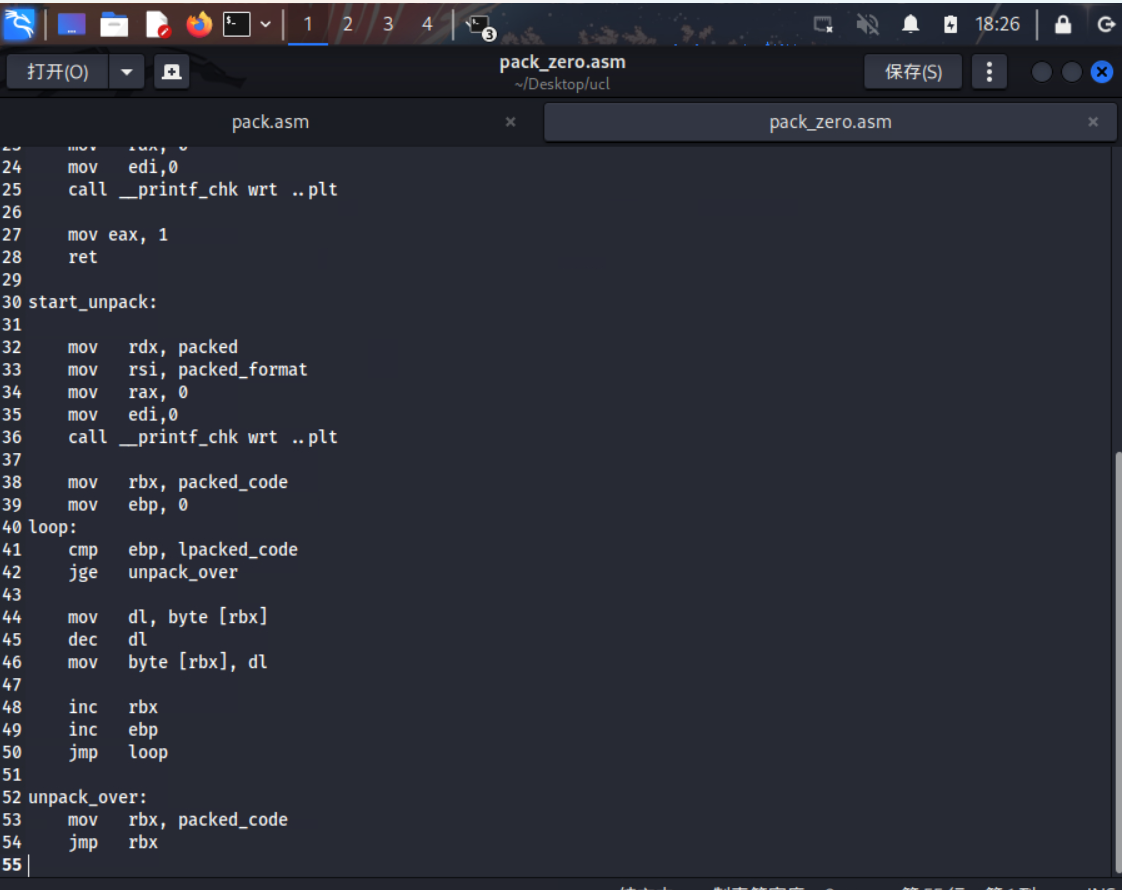 1 2 3 4 3 18:26
打开(O) pack_zero.asm 保存(S)
~/Desktop/ucl
pack.asm × pack_zero.asm ×
23 mov rax, 0
24 mov edi,0
25 call __printf_chk wrt ..plt
26
27 mov eax, 1
28 ret
29
30 start_unpack:
31
32 mov rdx, packed
33 mov rsi, packed_format
34 mov rax, 0
35 mov edi,0
36 call __printf_chk wrt ..plt
37
38 mov rbx, packed_code
39 mov ebp, 0
40 loop:
41 cmp ebp, lpacked_code
42 jge unpack_over
43
44 mov dl, byte [rbx]
45 dec dl
46 mov byte [rbx], dl
47
48 inc rbx
49 inc ebp
50 jmp loop
51
52 unpack_over:
53 mov rbx, packed_code
54 jmp rbx
55